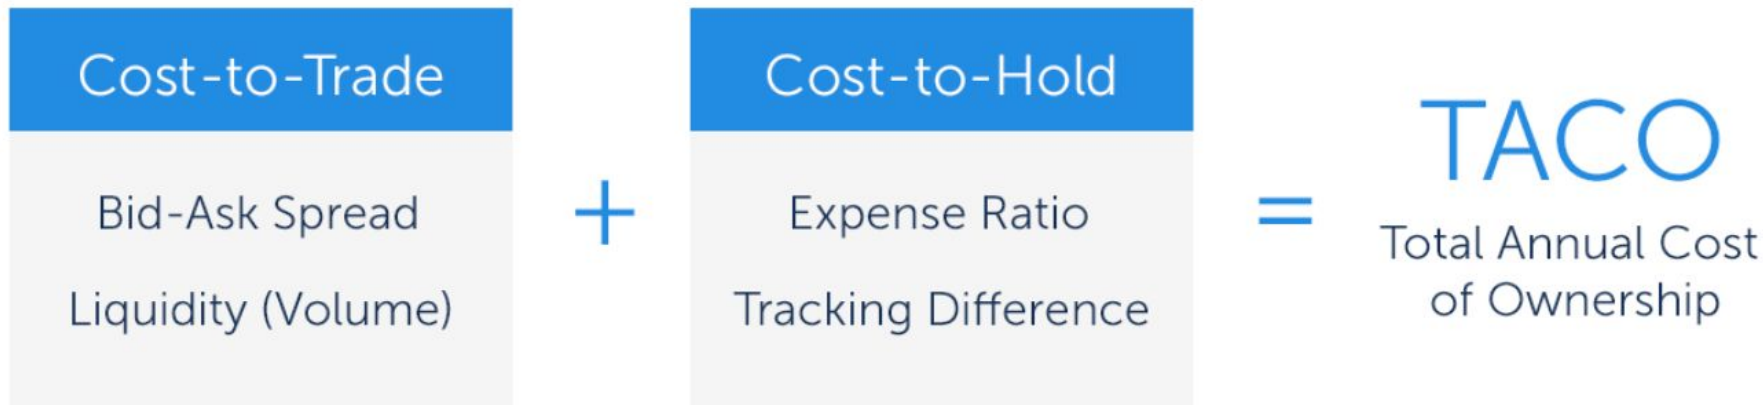 Cost-to-Trade
Bid-Ask Spread
Liquidity (Volume)
+
Cost-to-Hold
Expense Ratio
Tracking Difference
=
TACO
Total Annual Cost
of Ownership